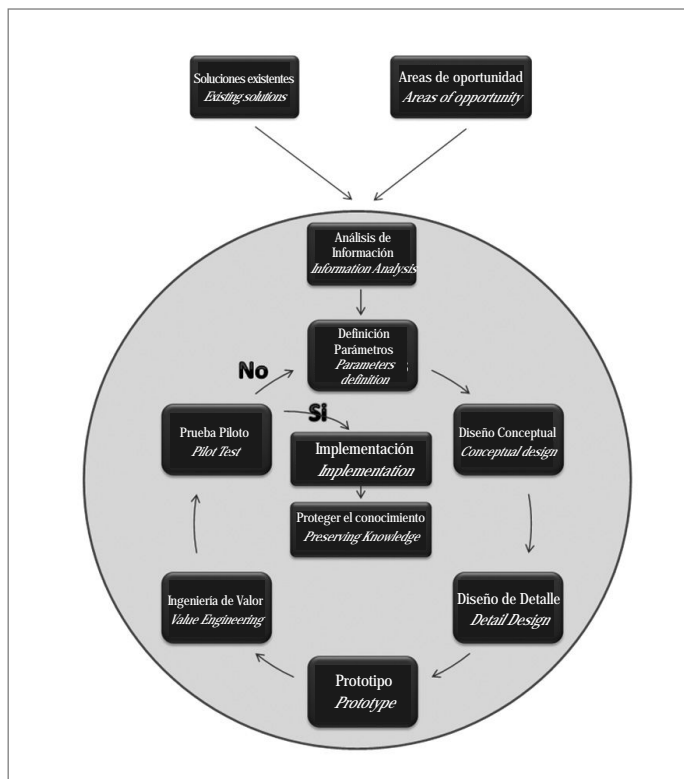 Soluciones existentes
Existing solutions
Areas de oportunidad
Areas of opportunity
Análisis de
Información
Information Analysis
Definición
Parámetros
Parameters
definition
No
Si
Prueba Piloto
Pilot Test
Implementación
Implementation
Diseño Conceptual
Conceptual design
Proteger el conocimiento
Preserving Knowledge
Ingeniería de Valor
Value Engineering
Diseño de Detalle
Detail Design
Prototipo
Prototype